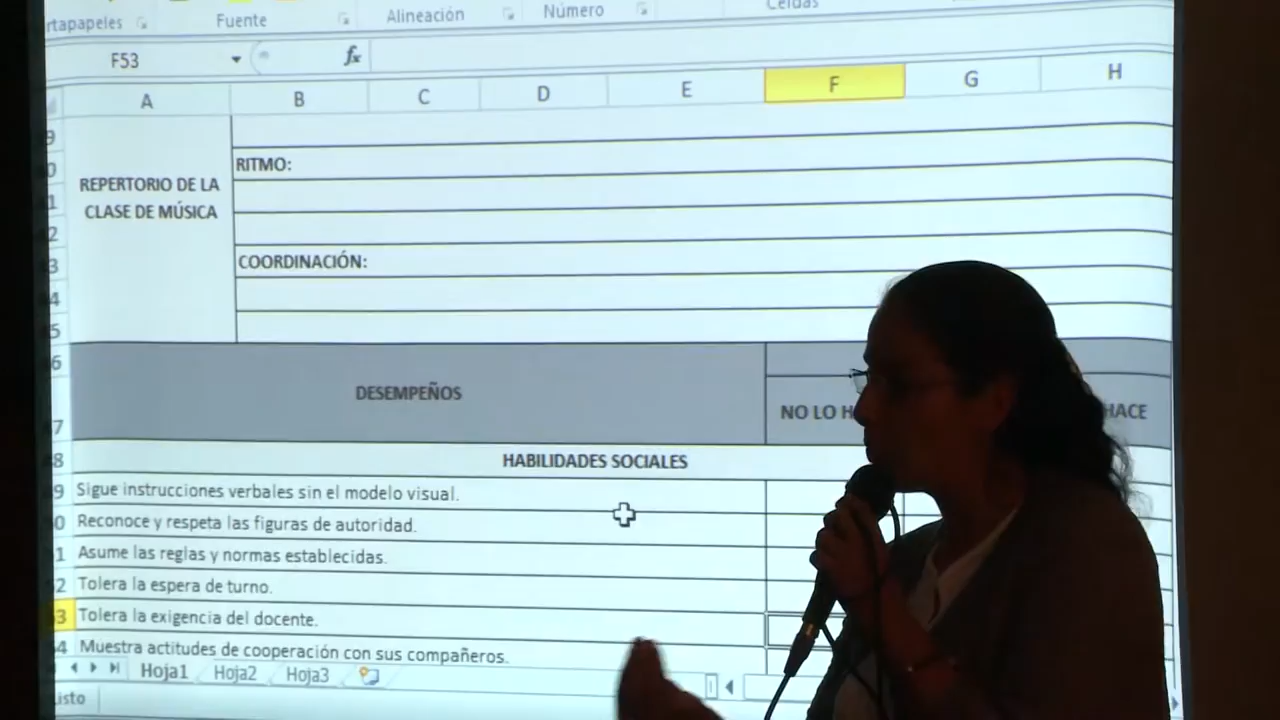 Fuente
Alineación
Número
F53
fx
A B C D E F G H
REPERTORIO DE LA
CLASE DE MÚSICA
RITMO:
COORDINACIÓN:
DESEMPEÑOS
NO LO
HACE
HABILIDADES SOCIALES
Sigue instrucciones verbales sin el modelo visual.
Reconoce y respeta las figuras de autoridad.
Asume las reglas y normas establecidas.
Tolera la espera de turno.
Tolera la exigencia del docente.
Muestra actitudes de cooperación con sus compañeros.
Hoja1 Hoja2 Hoja3